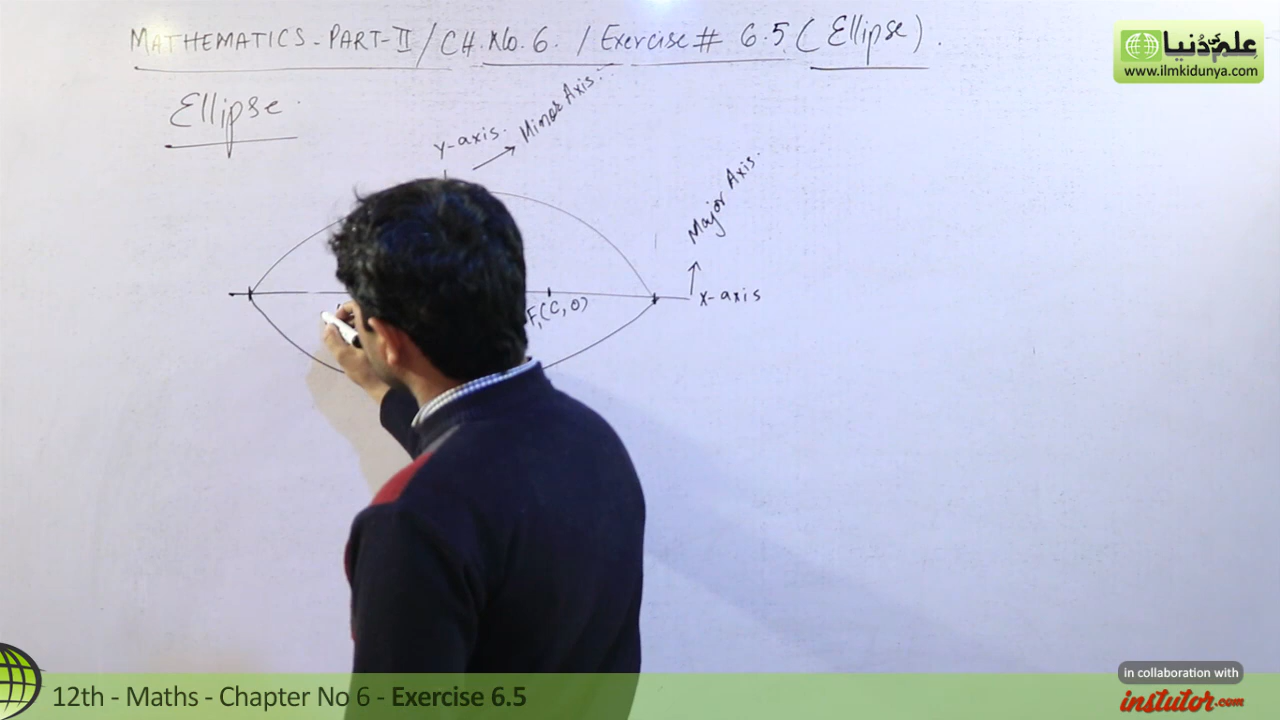 MATHEMATICS - PART-II / CH.No. 6. / Exercise # 6.5 ( Ellipse ) .
علم کی دنیا
www.ilmkidunya.com
Ellipse.
y-axis. → Minor Axis.
Major Axis.
x-axis
F₁(C, 0)
in collaboration with
instutor.com
12th - Maths - Chapter No 6 - Exercise 6.5